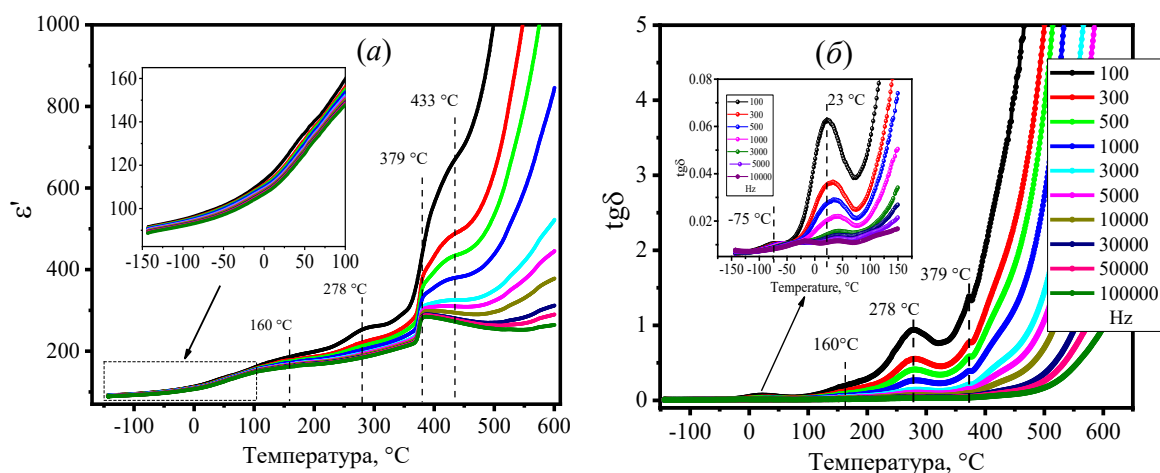 (а)
1000
800
600
400
200
ε'
-100 0 100 200 300 400 500 600
Температура, °C
160 °C
278 °C
379 °C
433 °C
160
140
120
100
-150 -100 -50 0 50 100
(б)
5
4
3
2
1
0
tgδ
-100 0 100 200 300 400 500 600
Температура, °C
160°C
278 °C
379 °C
0.08
0.06
0.04
0.02
tgδ
-150 -100 -50 0 50 100 150
Temperature, °C
-75 °C
23 °C
100
300
500
1000
3000
5000
10000
Hz
100
300
500
1000
3000
5000
10000
30000
50000
100000
Hz